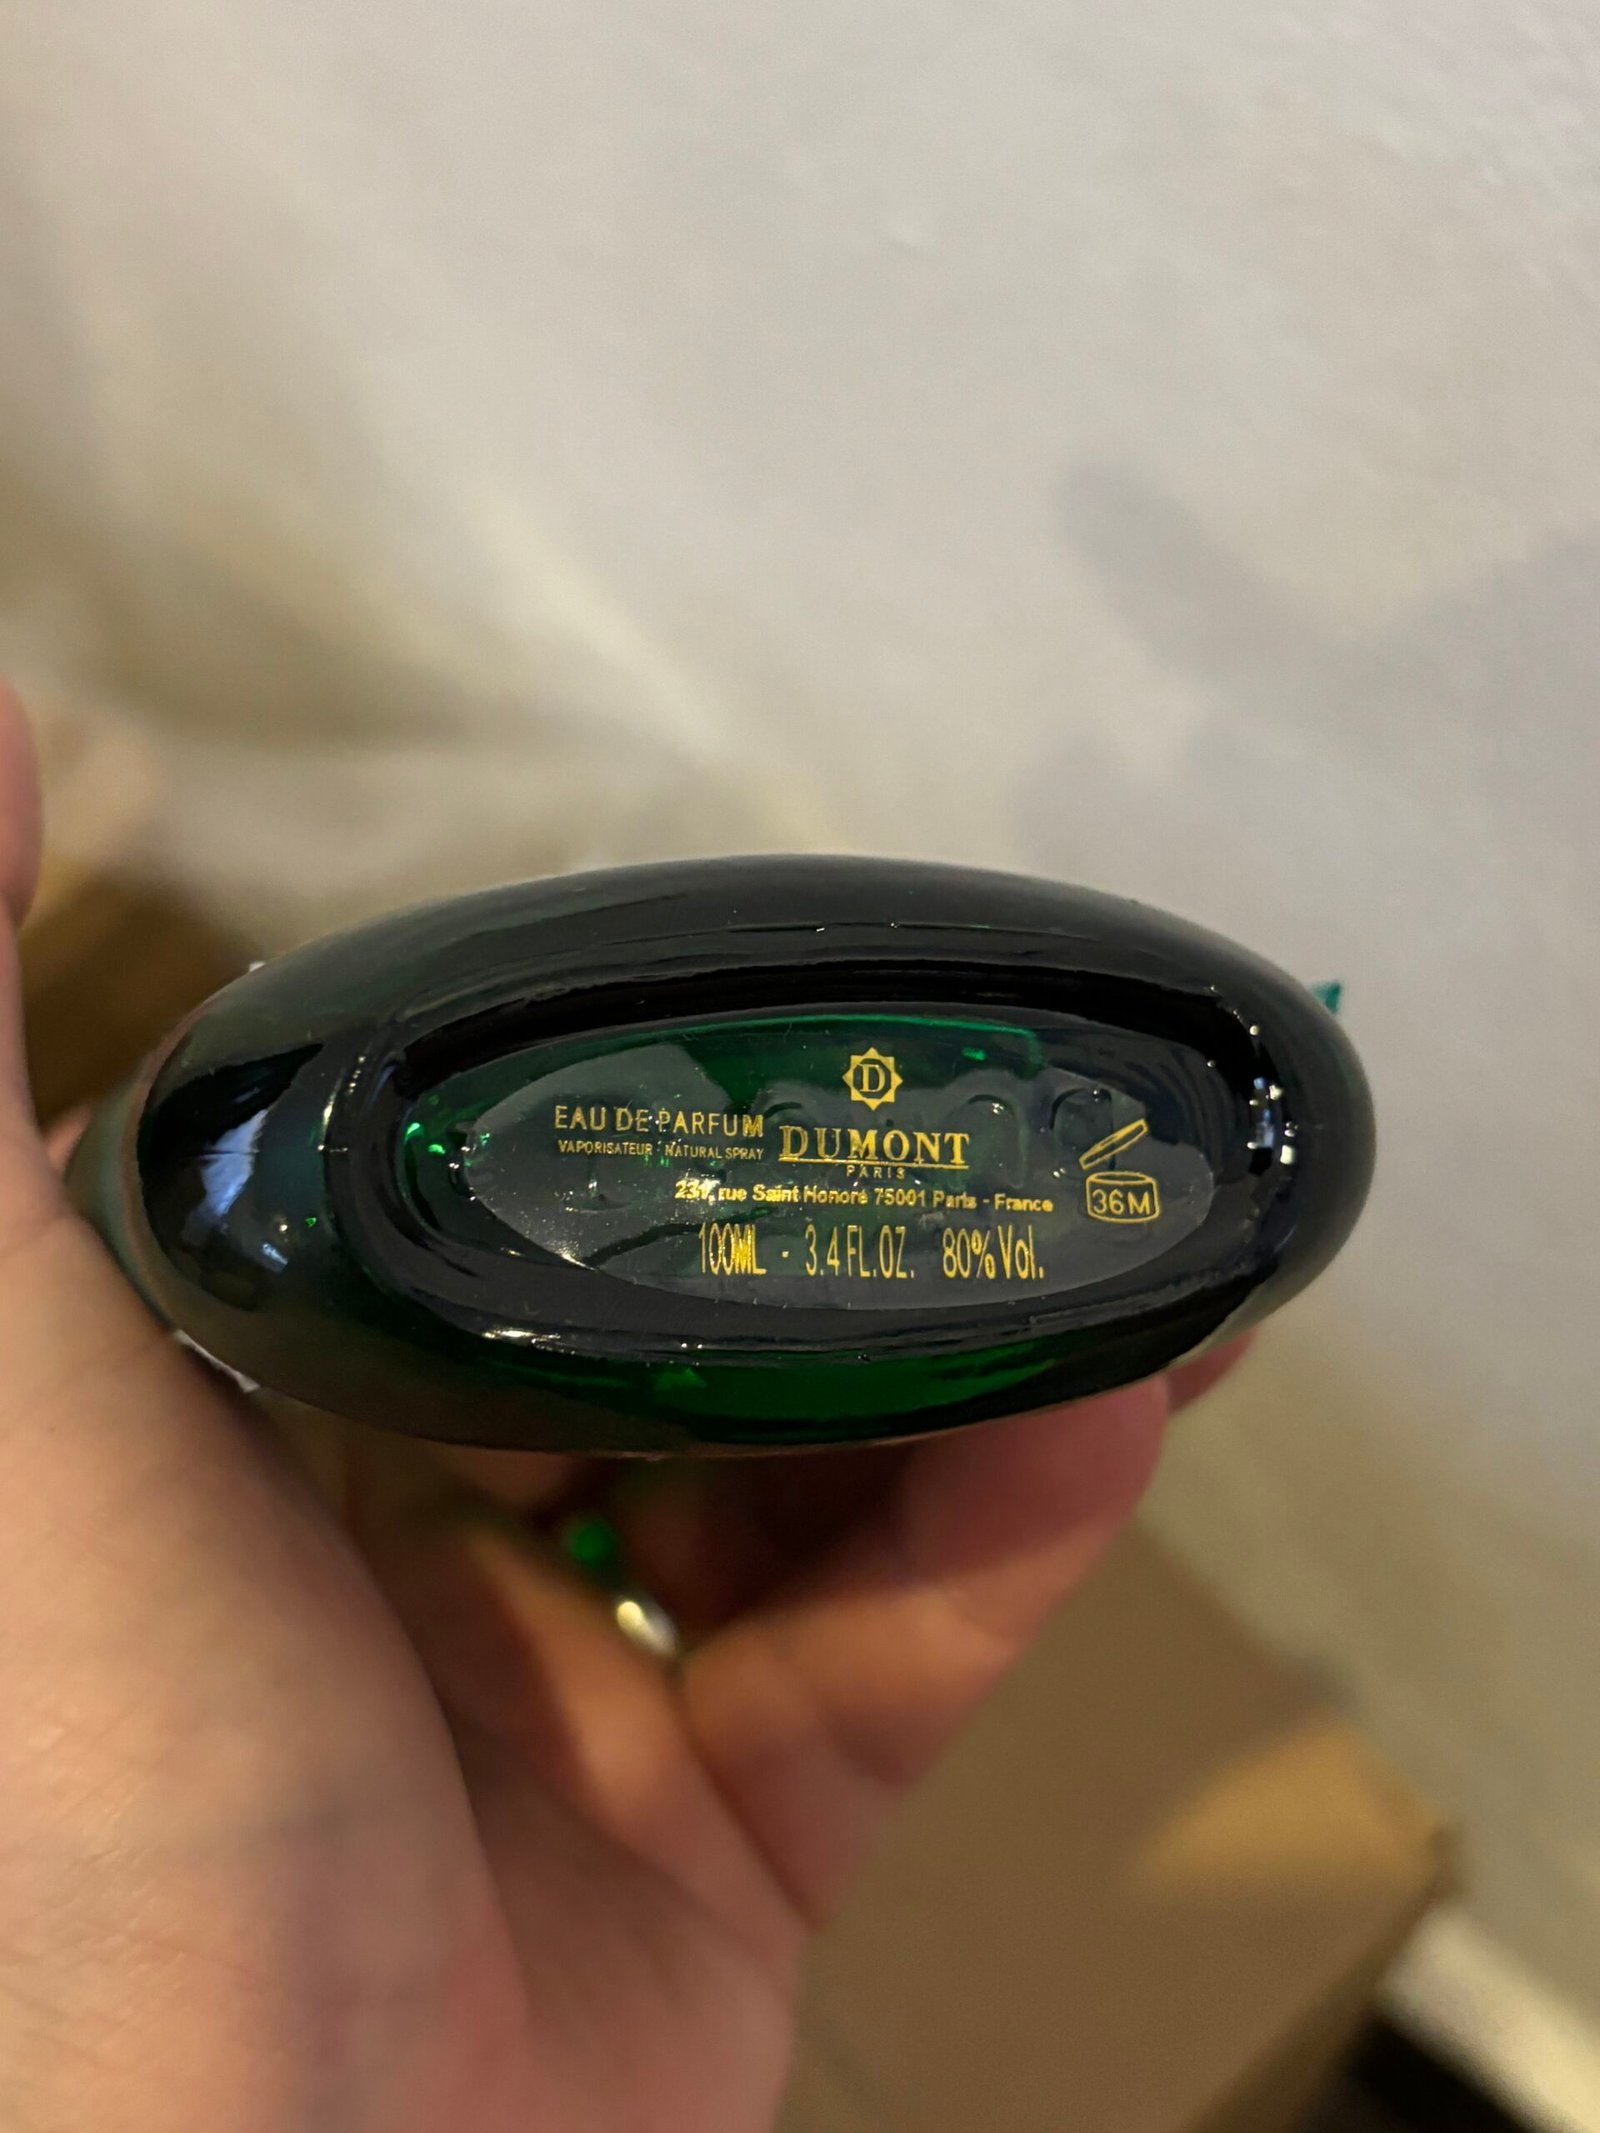 D
EAU DE PARFUM
VAPORISATEUR · NATURAL SPRAY
DUMONT
PARIS
231, rue Saint Honoré 75001 Paris - France
100ML - 3.4 FL.OZ. 80% Vol.
36M